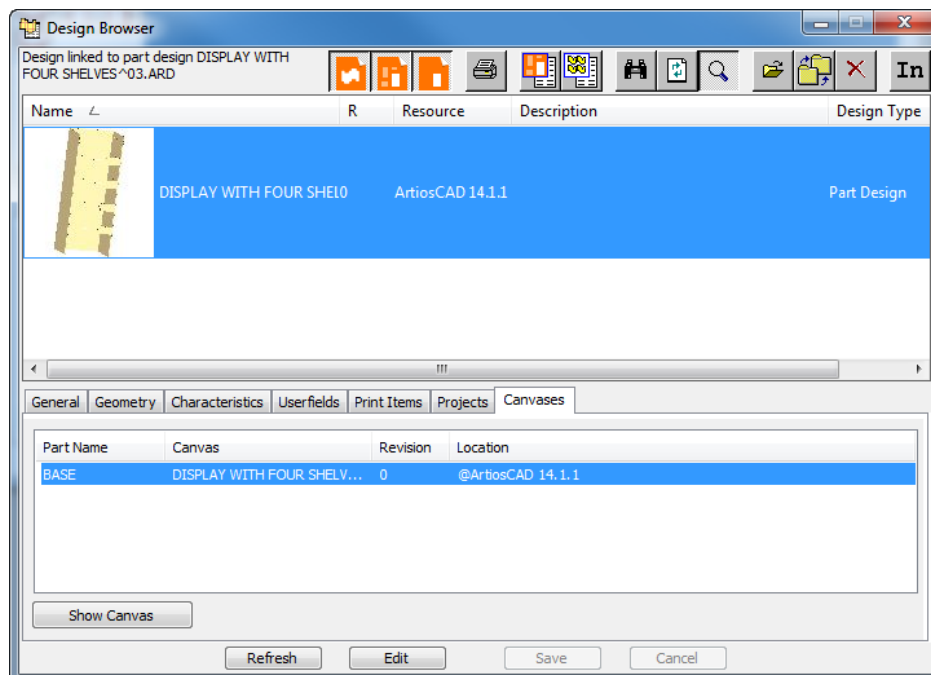 Design Browser
Design linked to part design DISPLAY WITH
FOUR SHELVES^03.ARD
In
Name R Resource Description Design Type
DISPLAY WITH FOUR SHEL0 ArtiosCAD 14.1.1 Part Design
General Geometry Characteristics Userfields Print Items Projects Canvases
Part Name Canvas Revision Location
BASE DISPLAY WITH FOUR SHELV... 0 @ArtiosCAD 14.1.1
Show Canvas
Refresh Edit Save Cancel